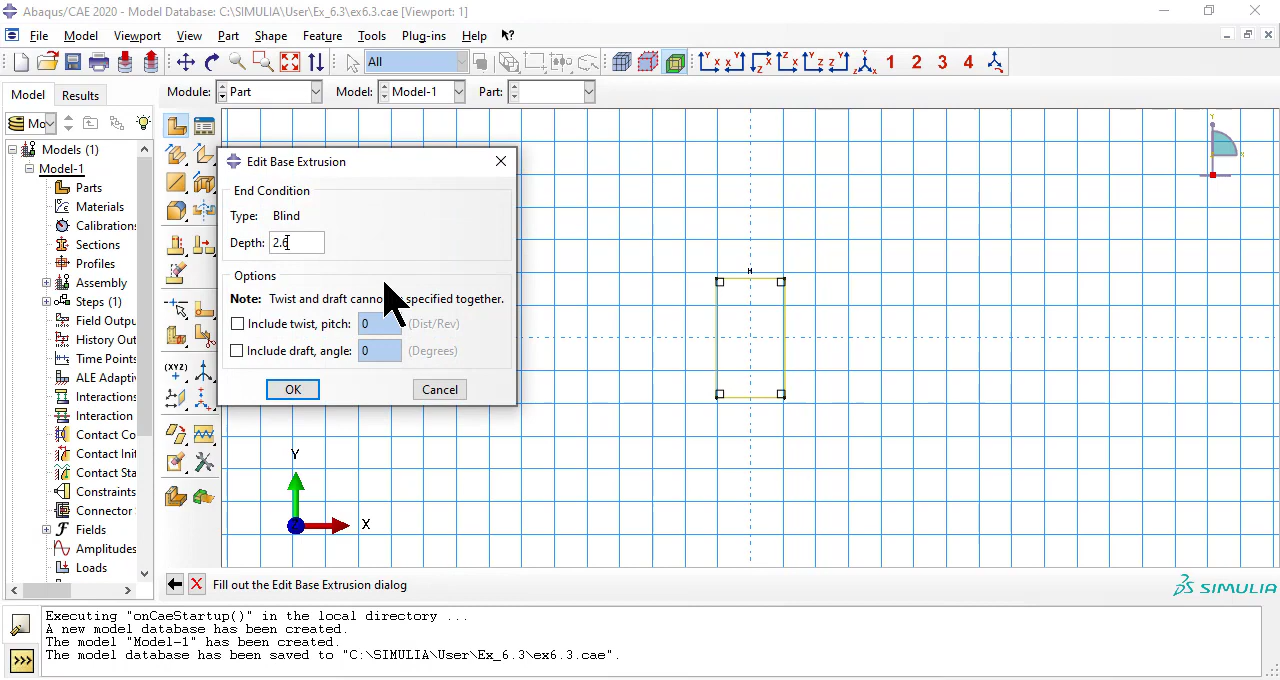 Abaqus/CAE 2020 - Model Database: C:\SIMULIA\User\Ex_6.3\ex6.3.cae [Viewport: 1]
File Model Viewport View Part Shape Feature Tools Plug-ins Help
All
1 2 3 4
Model Results
Module: Part Model: Model-1 Part:
Mo
Models (1)
Model-1
Parts
Materials
Calibrations
Sections
Profiles
Assembly
Steps (1)
Field Outpu
History Out
Time Points
ALE Adaptiv
Interactions
Interaction
Contact Co
Contact Init
Contact Sta
Constraints
Connector
Fields
Amplitudes
Loads
(XYZ)
Edit Base Extrusion
End Condition
Type: Blind
Depth: 2.6
Options
Note: Twist and draft canno specified together.
Include twist, pitch: 0 (Dist/Rev)
Include draft, angle: 0 (Degrees)
OK Cancel
H
Y
X
Z
Fill out the Edit Base Extrusion dialog
SIMULIA
Executing "onCaeStartup()" in the local directory ...
A new model database has been created.
The model "Model-1" has been created.
The model database has been saved to "C:\SIMULIA\User\Ex_6.3\ex6.3.cae".